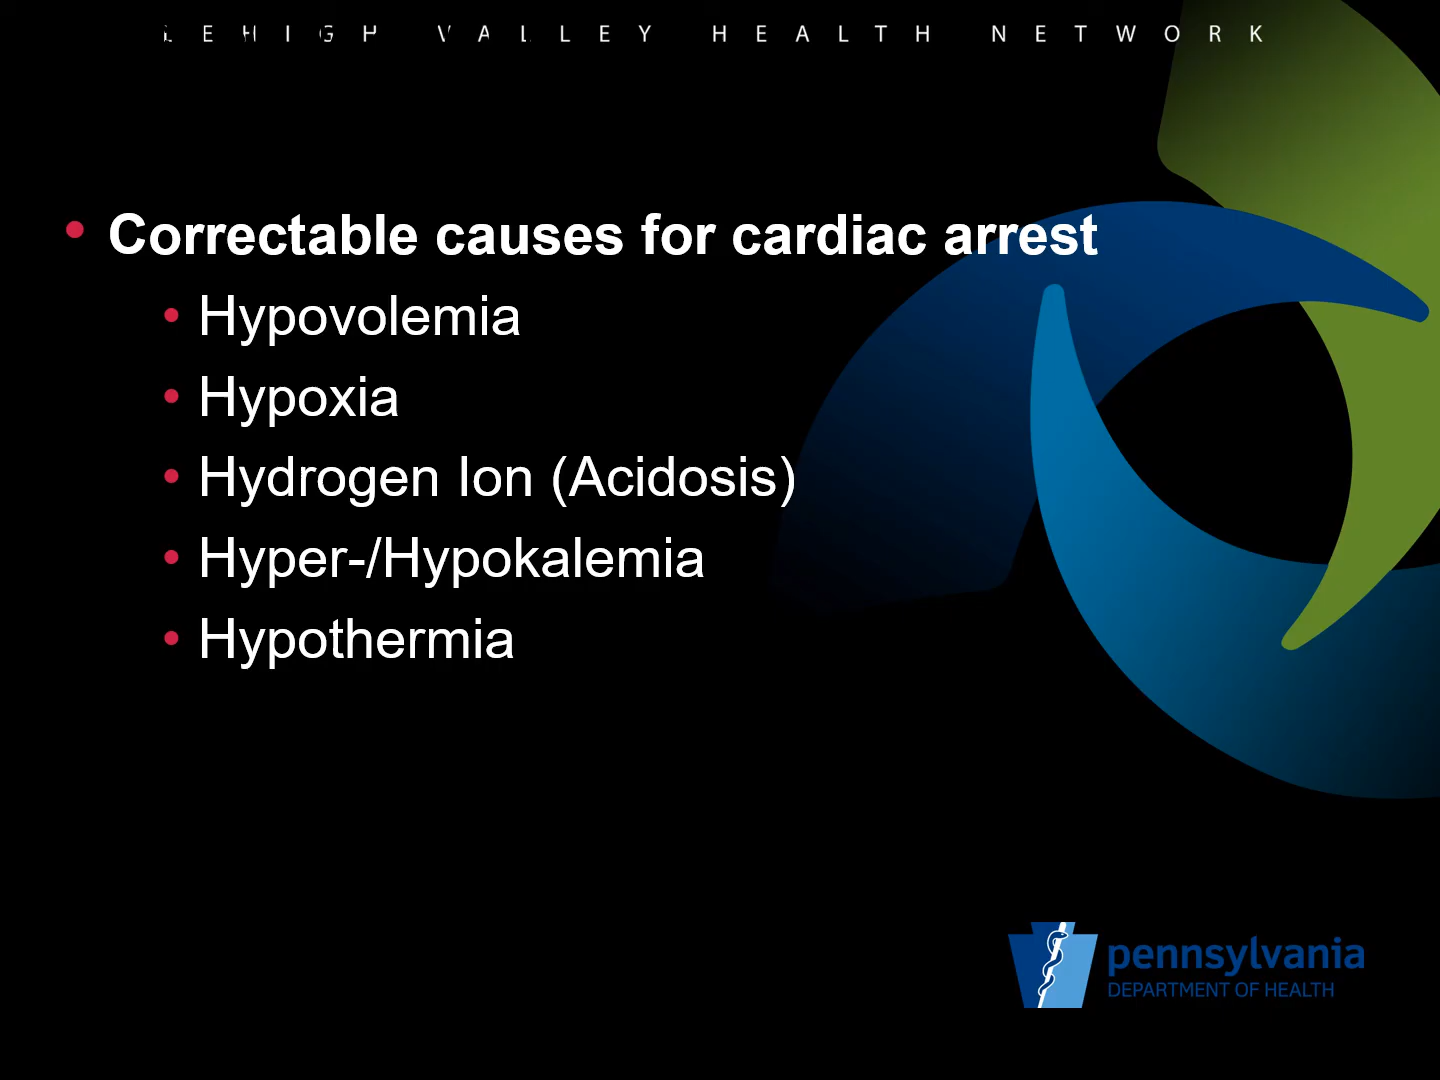 LEHIGH VALLEY HEALTH NETWORK
• Correctable causes for cardiac arrest
• Hypovolemia
• Hypoxia
• Hydrogen Ion (Acidosis)
• Hyper-/Hypokalemia
• Hypothermia
pennsylvania
DEPARTMENT OF HEALTH